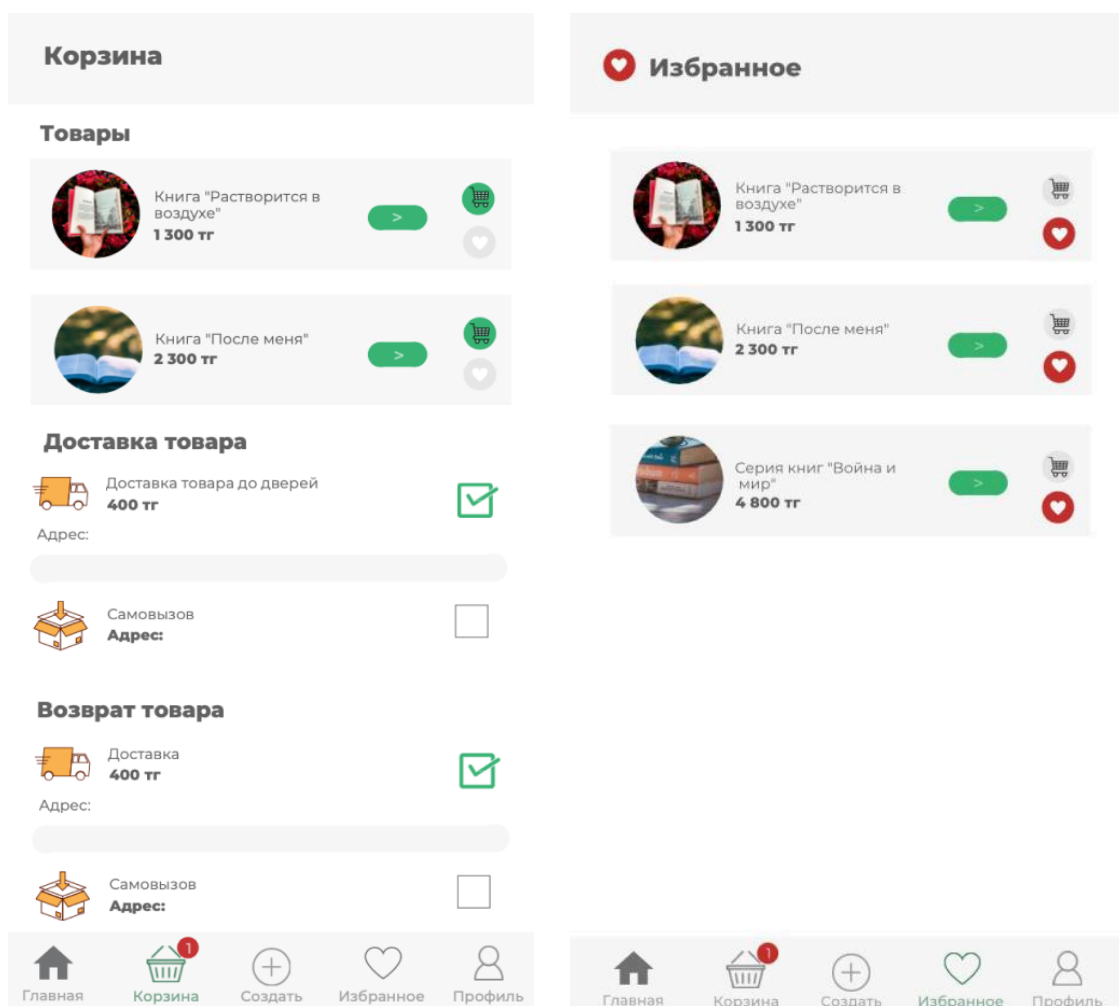 Корзина
Товары
Книга "Растворится в
воздухе"
1 300 тг
>
Книга "После меня"
2 300 тг
>
Доставка товара
Доставка товара до дверей
400 тг
Адрес:
Самовызов
Адрес:
Возврат товара
Доставка
400 тг
Адрес:
Самовызов
Адрес:
1
Главная
Корзина
Создать
Избранное
Профиль
Избранное
Книга "Растворится в
воздухе"
1 300 тг
>
Книга "После меня"
2 300 тг
>
Серия книг "Война и
мир"
4 800 тг
>
1
Главная
Корзина
Создать
Избранное
Профиль